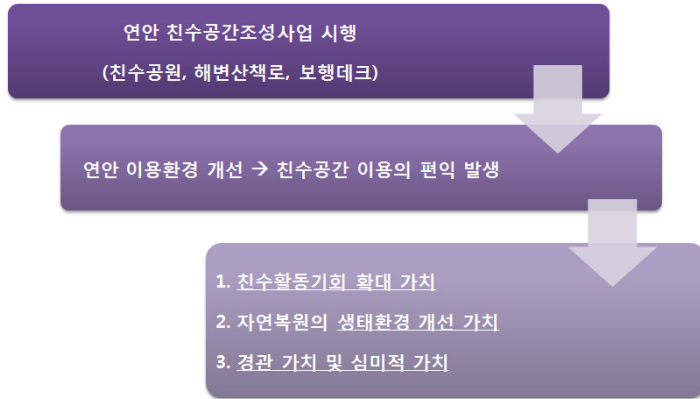 연안 친수공간조성사업 시행
(친수공원, 해변산책로, 보행데크)
연안 이용환경 개선 → 친수공간 이용의 편익 발생
1. 친수활동기회 확대 가치
2. 자연복원의 생태환경 개선 가치
3. 경관 가치 및 심미적 가치